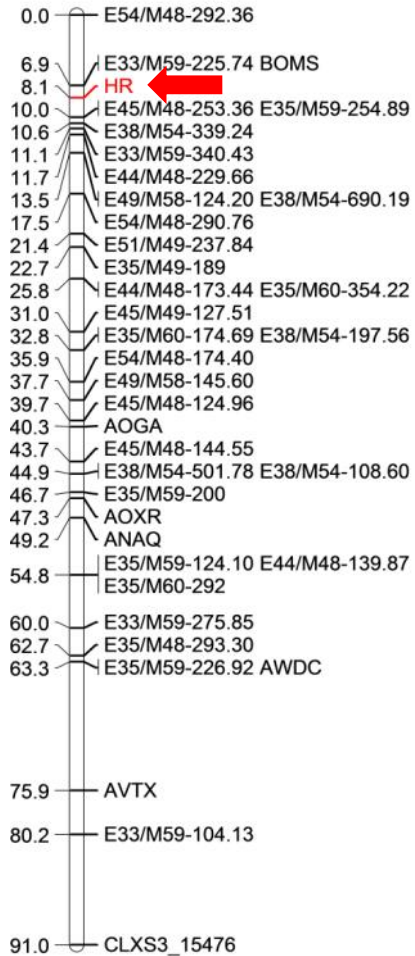 0.0 E54/M48-292.36
6.9 E33/M59-225.74 BOMS
8.1 HR
10.0 E45/M48-253.36 E35/M59-254.89
10.6 E38/M54-339.24
11.1 E33/M59-340.43
11.7 E44/M48-229.66
13.5 E49/M58-124.20 E38/M54-690.19
17.5 E54/M48-290.76
21.4 E51/M49-237.84
22.7 E35/M49-189
25.8 E44/M48-173.44 E35/M60-354.22
31.0 E45/M49-127.51
32.8 E35/M60-174.69 E38/M54-197.56
35.9 E54/M48-174.40
37.7 E49/M58-145.60
39.7 E45/M48-124.96
40.3 AOGA
43.7 E45/M48-144.55
44.9 E38/M54-501.78 E38/M54-108.60
46.7 E35/M59-200
47.3 AOXR
49.2 ANAQ
E35/M59-124.10 E44/M48-139.87
54.8
E35/M60-292
60.0 E33/M59-275.85
62.7 E35/M48-293.30
63.3 E35/M59-226.92 AWDC
75.9 AVTX
80.2 E33/M59-104.13
91.0 CLXS3_15476